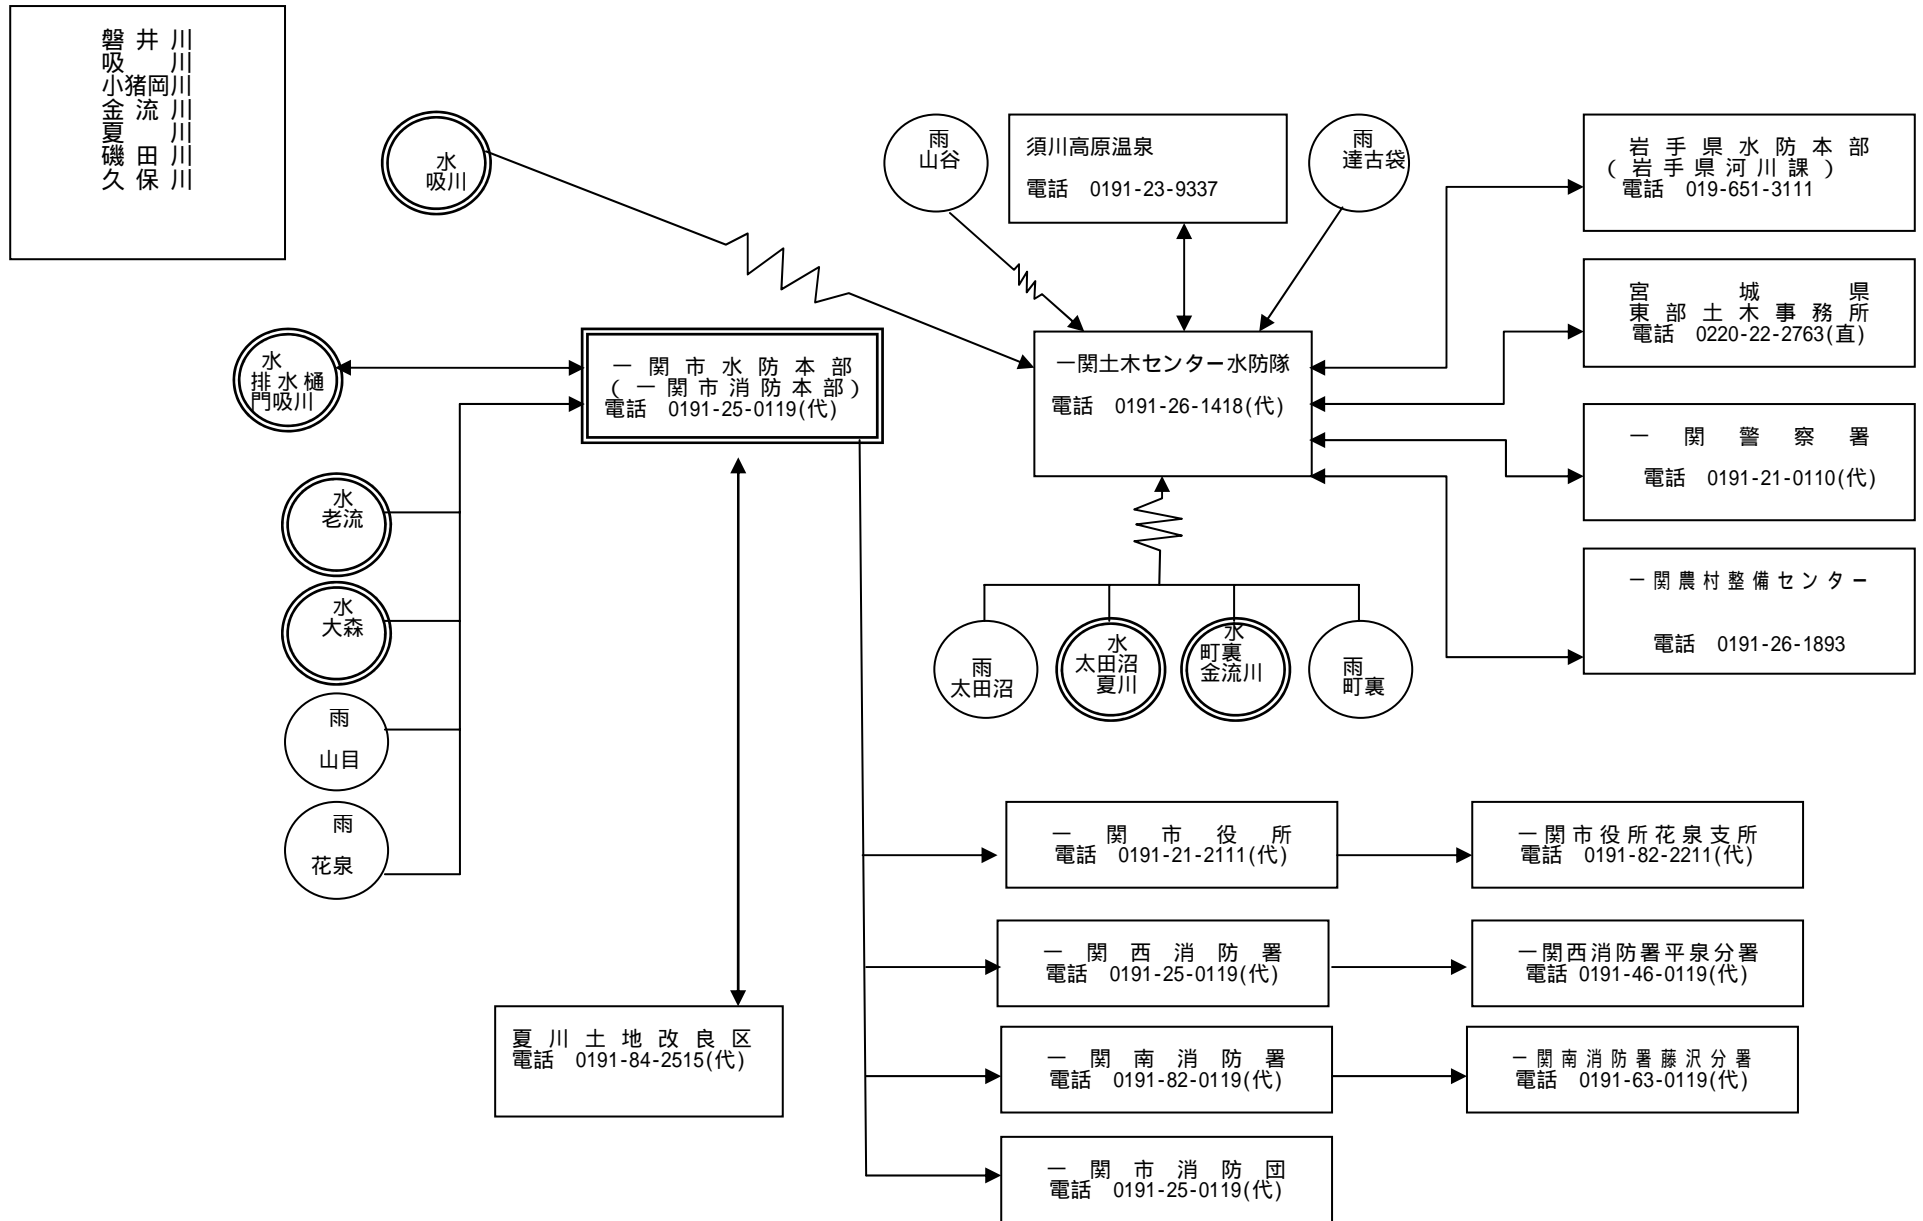 磐井川
吸川
小猪岡川
金流川
夏川
磯田川
久保川
水
吸川
雨
山谷
須川高原温泉
電話 0191-23-9337
雨
達古袋
岩手県水防本部
(岩手県河川課)
電話 019-651-3111
宮城県
東部土木事務所
電話 0220-22-2763(直)
水
排水樋
門吸川
一関市水防本部
(一関市消防本部)
電話 0191-25-0119(代)
一関土木センター水防隊
電話 0191-26-1418(代)
一関警察署
電話 0191-21-0110(代)
水
老流
水
大森
一関農村整備センター
電話 0191-26-1893
雨
太田沼
水
太田沼
夏川
水
町裏
金流川
雨
町裏
雨
山目
雨
花泉
一関市役所
電話 0191-21-2111(代)
一関市役所花泉支所
電話 0191-82-2211(代)
一関西消防署
電話 0191-25-0119(代)
一関西消防署平泉分署
電話 0191-46-0119(代)
夏川土地改良区
電話 0191-84-2515(代)
一関南消防署
電話 0191-82-0119(代)
一関南消防署藤沢分署
電話 0191-63-0119(代)
一関市消防団
電話 0191-25-0119(代)